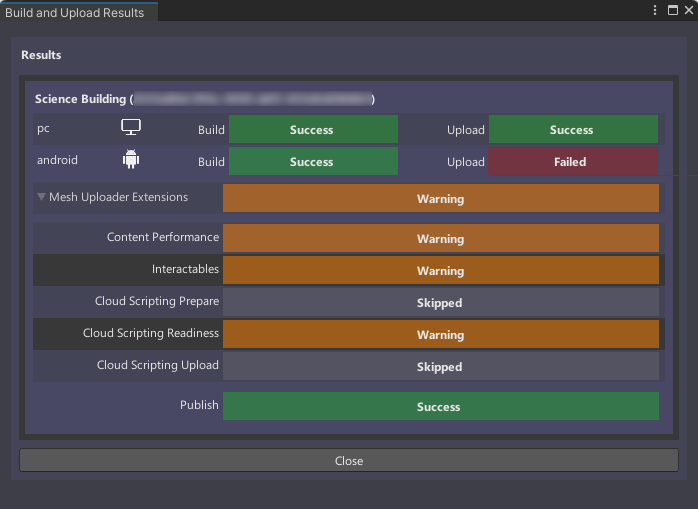 Build and Upload Results
Results
Science Building (
)
pc Build Success Upload Success
android Build Success Upload Failed
Mesh Uploader Extensions Warning
Content Performance Warning
Interactables Warning
Cloud Scripting Prepare Skipped
Cloud Scripting Readiness Warning
Cloud Scripting Upload Skipped
Publish Success
Close